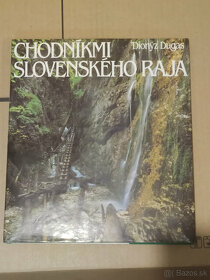 CHODNÍKMI
Dionýz Dugas
SLOVENSKÉHO RAJA
Bazos.sk